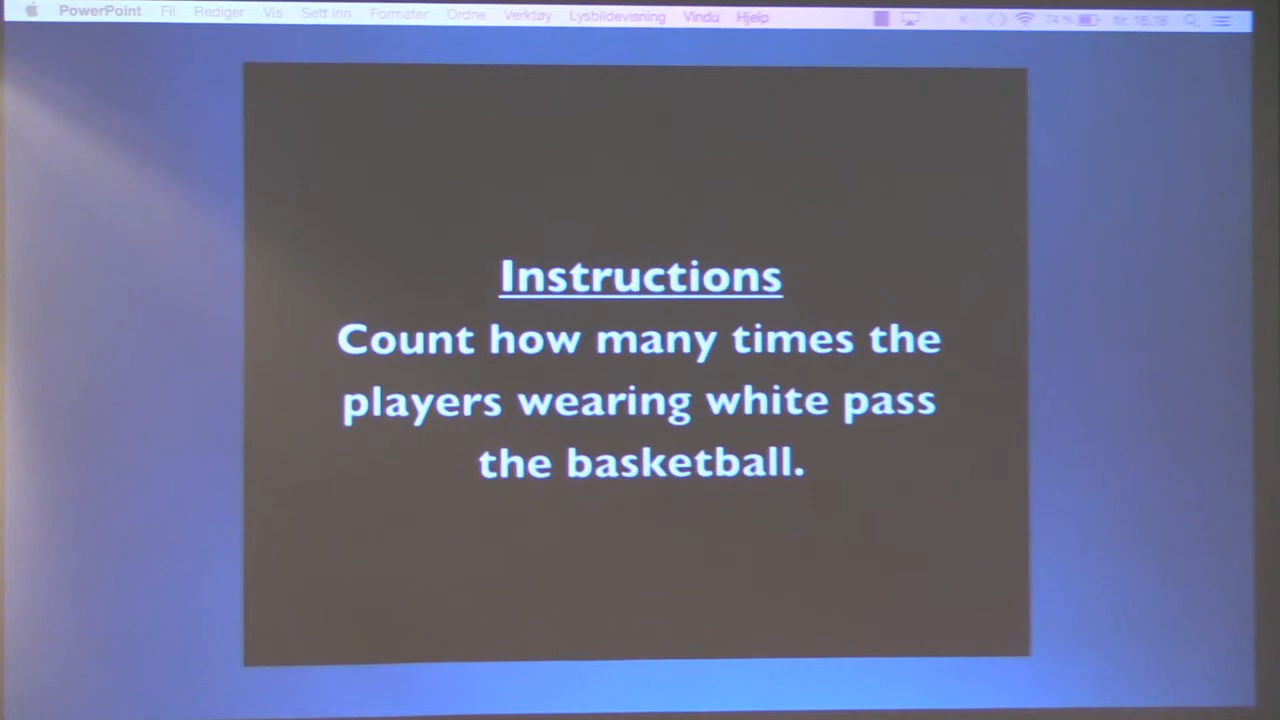 PowerPoint Fil Rediger Vis Sett inn Formater Ordne Verktøy Lysbildevisning Vindu Hjelp 74 %
Instructions
Count how many times the
players wearing white pass
the basketball.